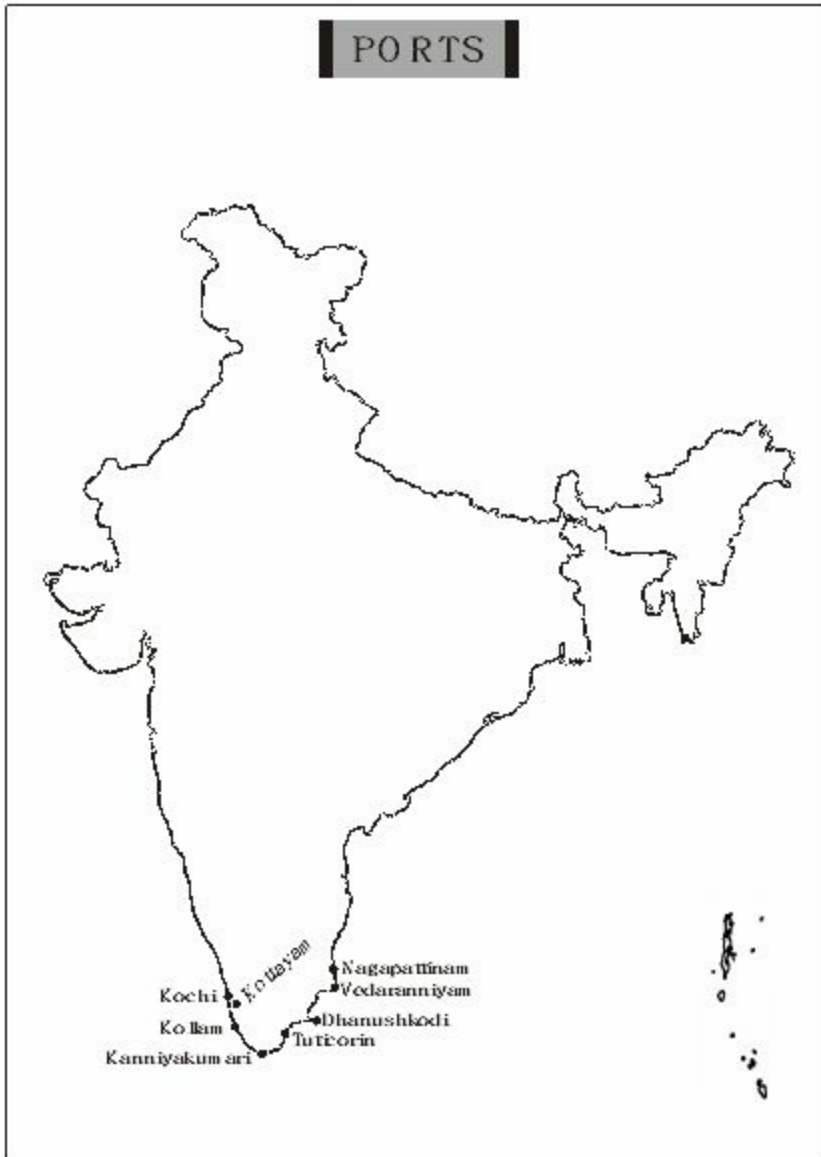 PORTS
Kottayam
Nagapattinam
Kochi
Vedaranniyam
Kollam
Dhanushkodi
Tuticorin
Kanniyakumari